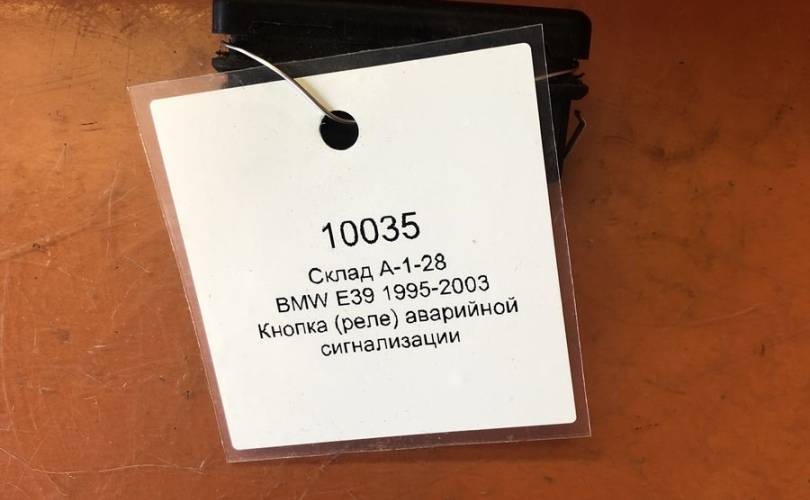 10035
Склад А-1-28
BMW E39 1995-2003
Кнопка (реле) аварийной
сигнализации